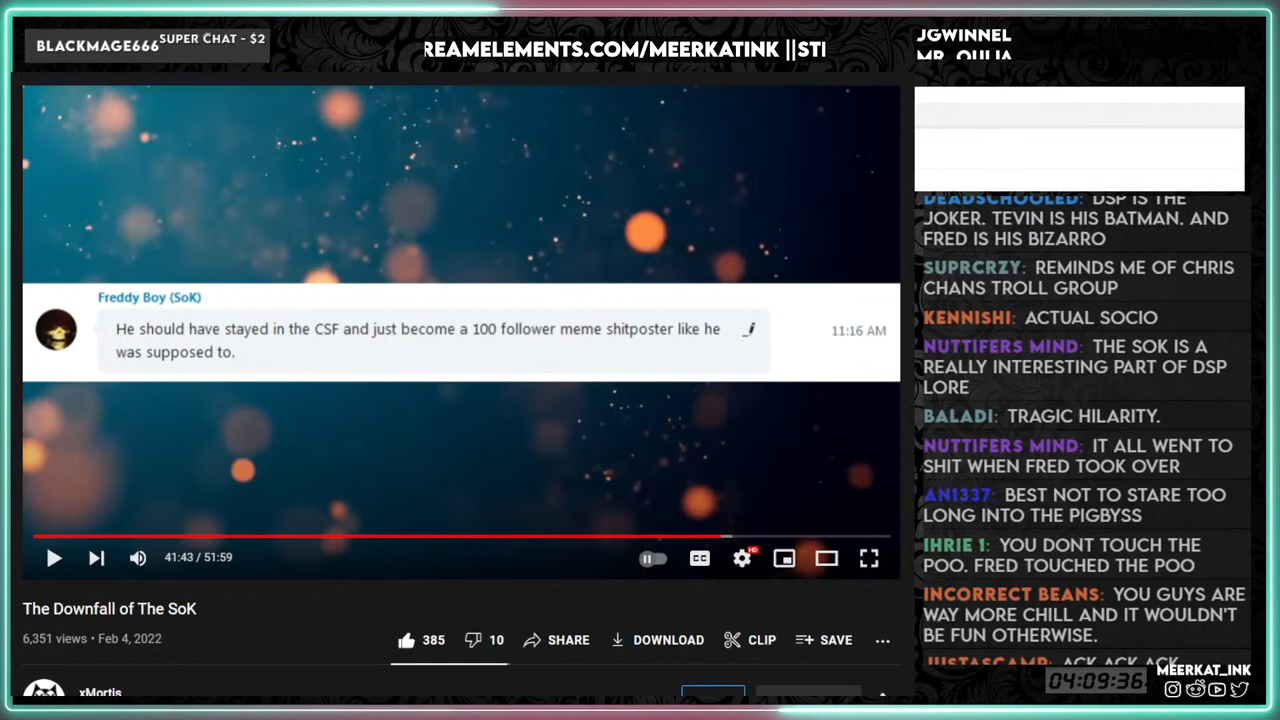 BLACKMAGE666 SUPER CHAT - $2
REAMELEMENTS.COM/MEERKATINK ||STI
JGWINNEL
MR. OUIJA
Freddy Boy (SoK)
He should have stayed in the CSF and just become a 100 follower meme shitposter like he
was supposed to.
11:16 AM
41:43 / 51:59
CC
HD
The Downfall of The SoK
6,351 views • Feb 4, 2022
385
10
SHARE
DOWNLOAD
CLIP
SAVE
xMortis
DEADSCHOOLED: DSP IS THE
JOKER. TEVIN IS HIS BATMAN. AND
FRED IS HIS BIZARRO
SUPRCRZY: REMINDS ME OF CHRIS
CHANS TROLL GROUP
KENNISHI: ACTUAL SOCIO
NUTTIFERS MIND: THE SOK IS A
REALLY INTERESTING PART OF DSP
LORE
BALADI: TRAGIC HILARITY.
NUTTIFERS MIND: IT ALL WENT TO
SHIT WHEN FRED TOOK OVER
AN1337: BEST NOT TO STARE TOO
LONG INTO THE PIGBYSS
IHRIE 1: YOU DONT TOUCH THE
POO. FRED TOUCHED THE POO
INCORRECT BEANS: YOU GUYS ARE
WAY MORE CHILL AND IT WOULDN'T
BE FUN OTHERWISE.
JUSTASCAMP: ACK ACK ACK
04:09:36
MEERKAT_INK